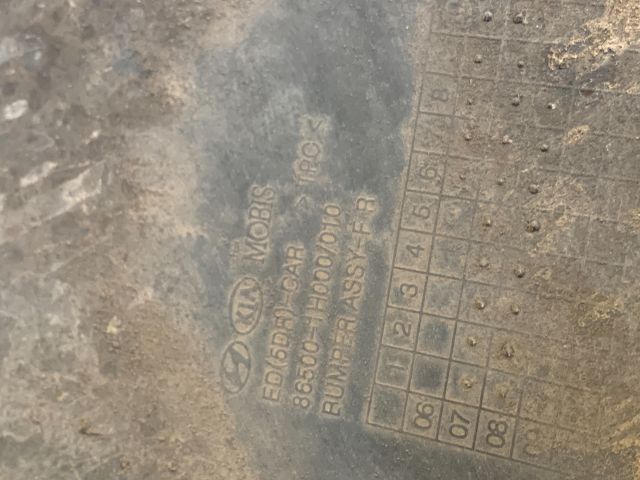 KIA MOBIS
ED(5DR)-CAR
86500-1H000/010
BUMPER ASSY-FR
1 2 3 4 5 6 7 8
06
07
08